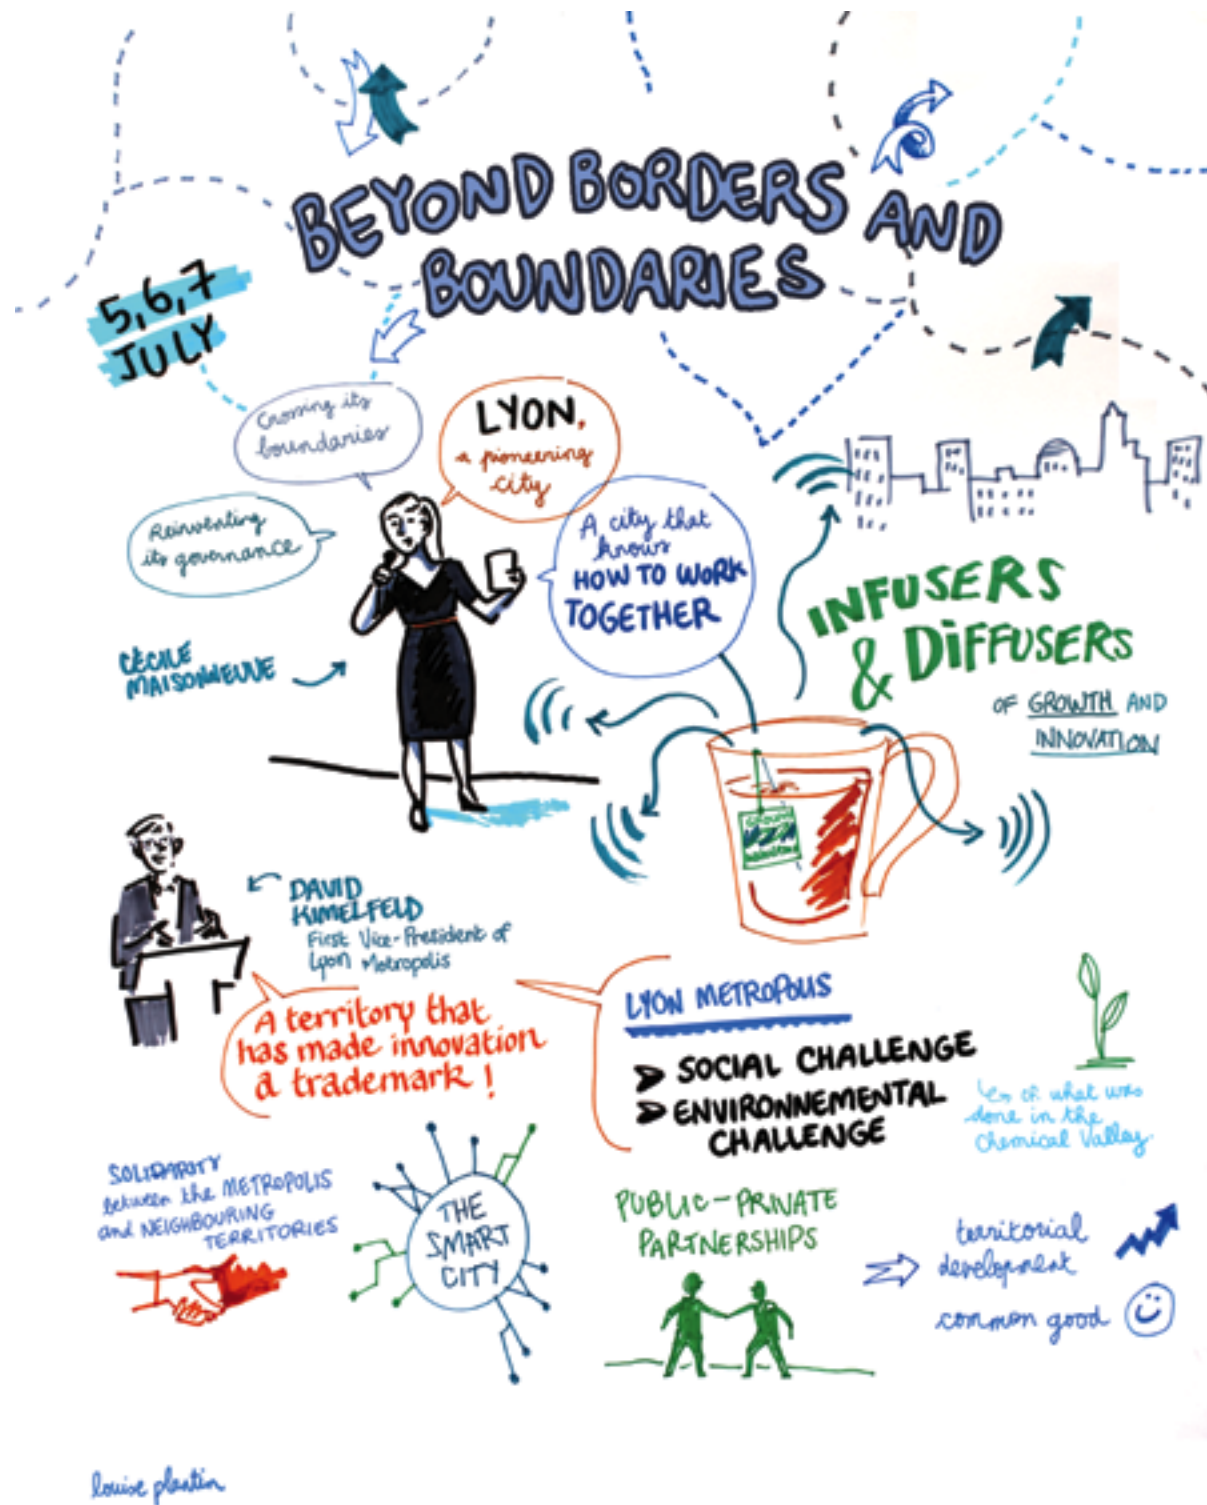 BEYOND BORDERS AND
BOUNDARIES
5,6,7
JULY
Crossing its
boundaries
LYON,
a pioneering
city
Reinventing
its governance
A city that
knows
HOW TO WORK
TOGETHER
CÉCILE
MAISONNEUVE
INFUSERS
& DIFFUSERS
OF GROWTH AND
INNOVATION
DAVID
KIMELFELD
First Vice-President of
Lyon Metropolis
A territory that
has made innovation
a trademark !
LYON METROPOLIS
SOCIAL CHALLENGE
ENVIRONNEMENTAL
CHALLENGE
of what was
done in the
Chemical Valley
SOLIDARITY
between the METROPOLIS
and NEIGHBOURING
TERRITORIES
THE
SMART
CITY
PUBLIC-PRIVATE
PARTNERSHIPS
territorial
development
common good
louise plantin